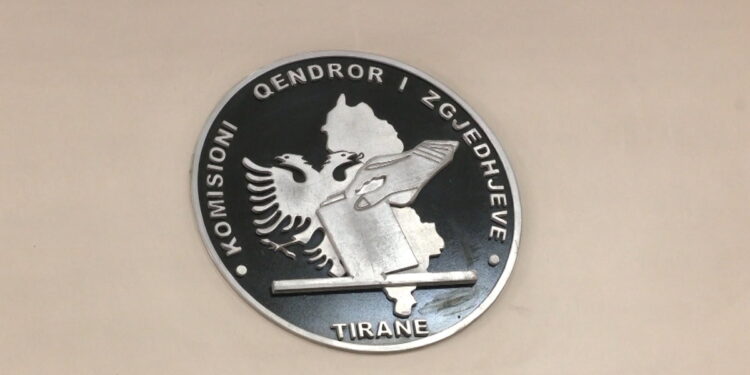 KOMISIONI QENDROR I ZGJEDHJEVE
TIRANE